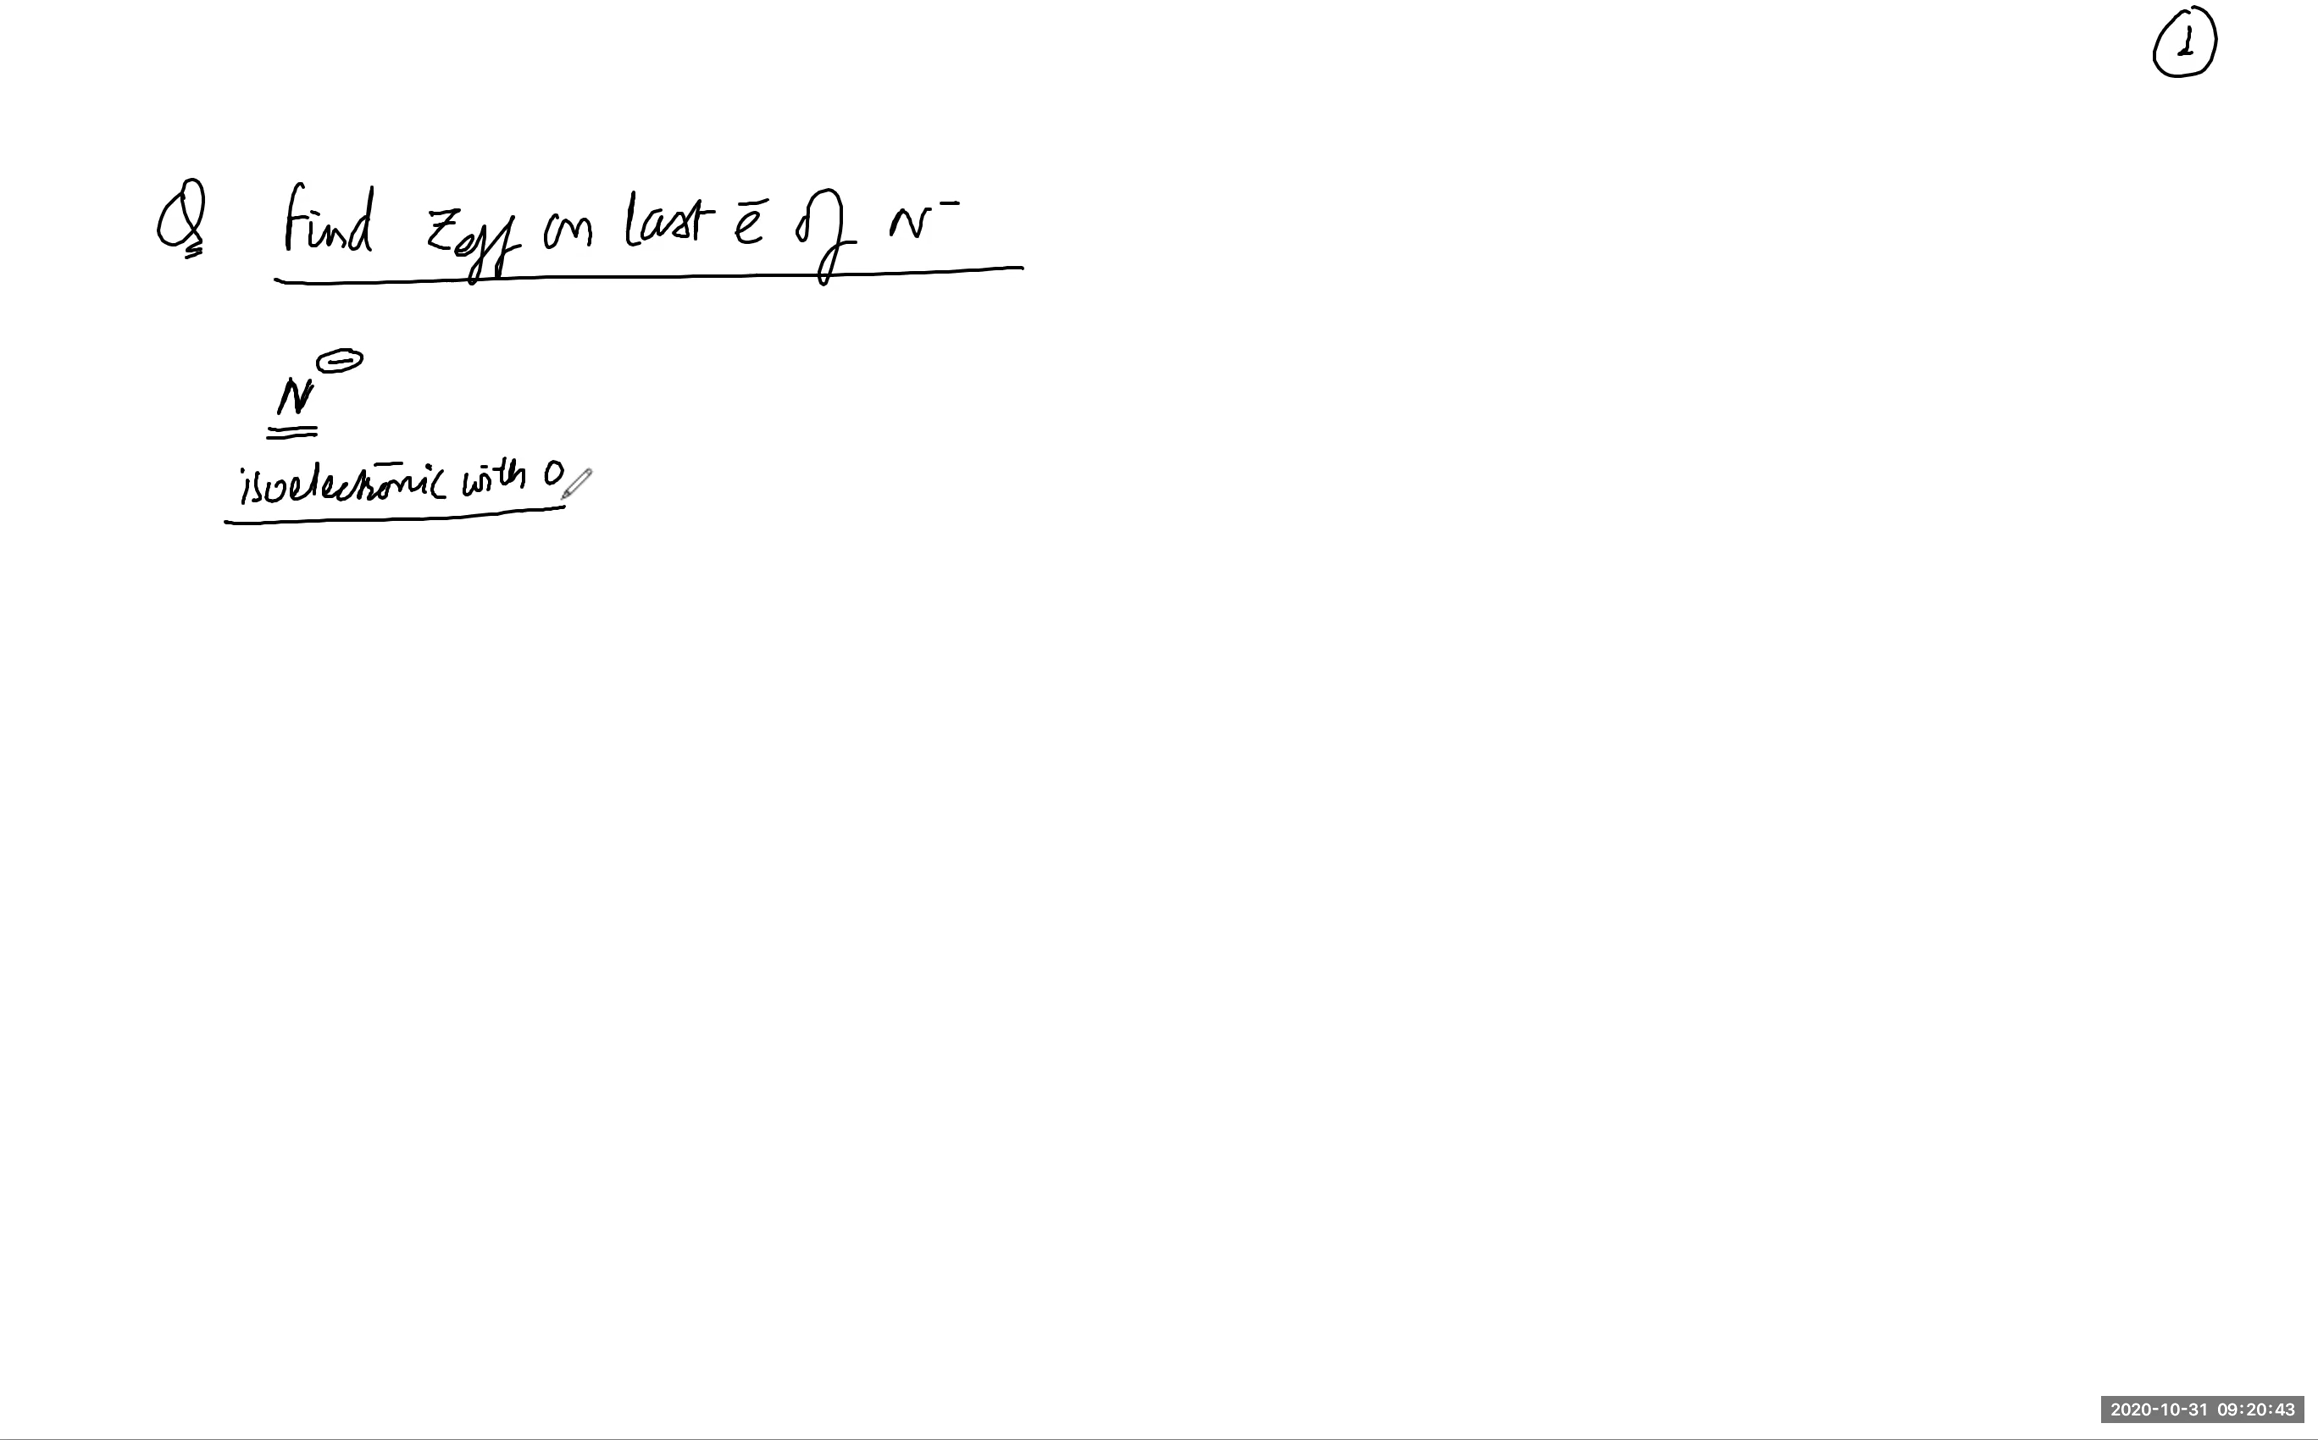 1
Q Find Zeff on last e̅ of N⁻
N⊖
isoelectronic with O
2020-10-31 09:20:43